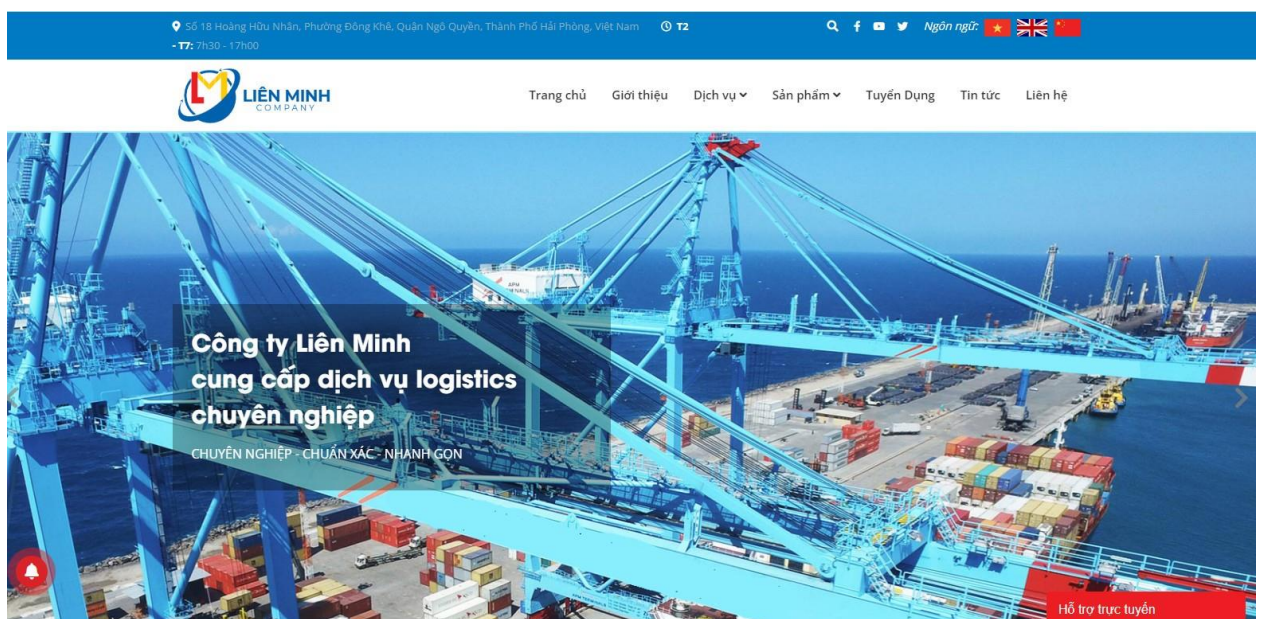 Số 18 Hoàng Hữu Nhân, Phường Đông Khê, Quận Ngô Quyền, Thành Phố Hải Phòng, Việt Nam T2
- T7: 7h30 - 17h00
Ngôn ngữ:
LM
LIÊN MINH
COMPANY
Trang chủ Giới thiệu Dịch vụ Sản phẩm Tuyển Dụng Tin tức Liên hệ
APM
Công ty Liên Minh
cung cấp dịch vụ logistics
chuyên nghiệp
CHUYÊN NGHIỆP - CHUẨN XÁC - NHANH GỌN
Hỗ trợ trực tuyến